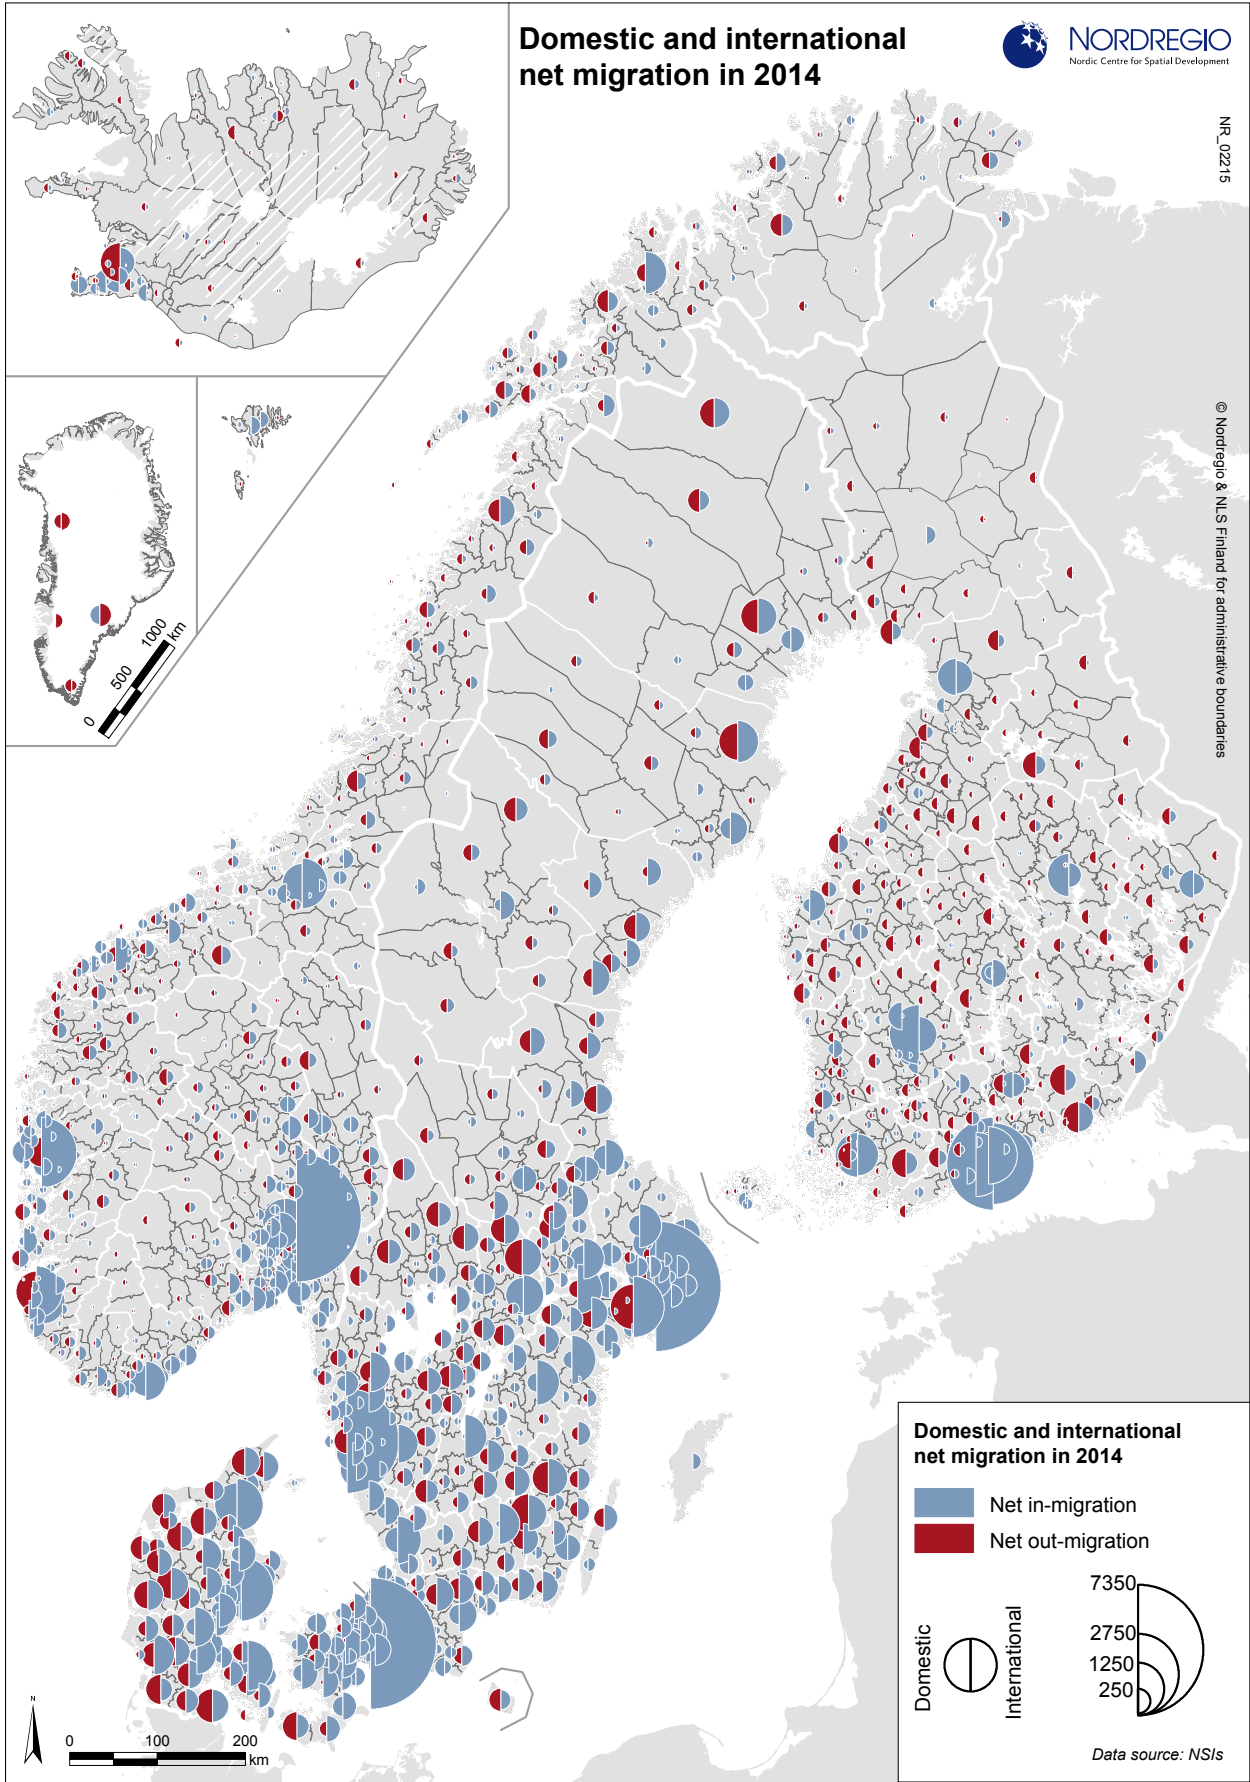 Domestic and international
net migration in 2014
NORDREGIO
Nordic Centre for Spatial Development
NR_02215
© Nordregio & NLS Finland for administrative boundaries
0 500 1000
km
Domestic and international
net migration in 2014
Net in-migration
Net out-migration
Domestic
International
7350
2750
1250
250
Data source: NSIs
N
0 100 200
km